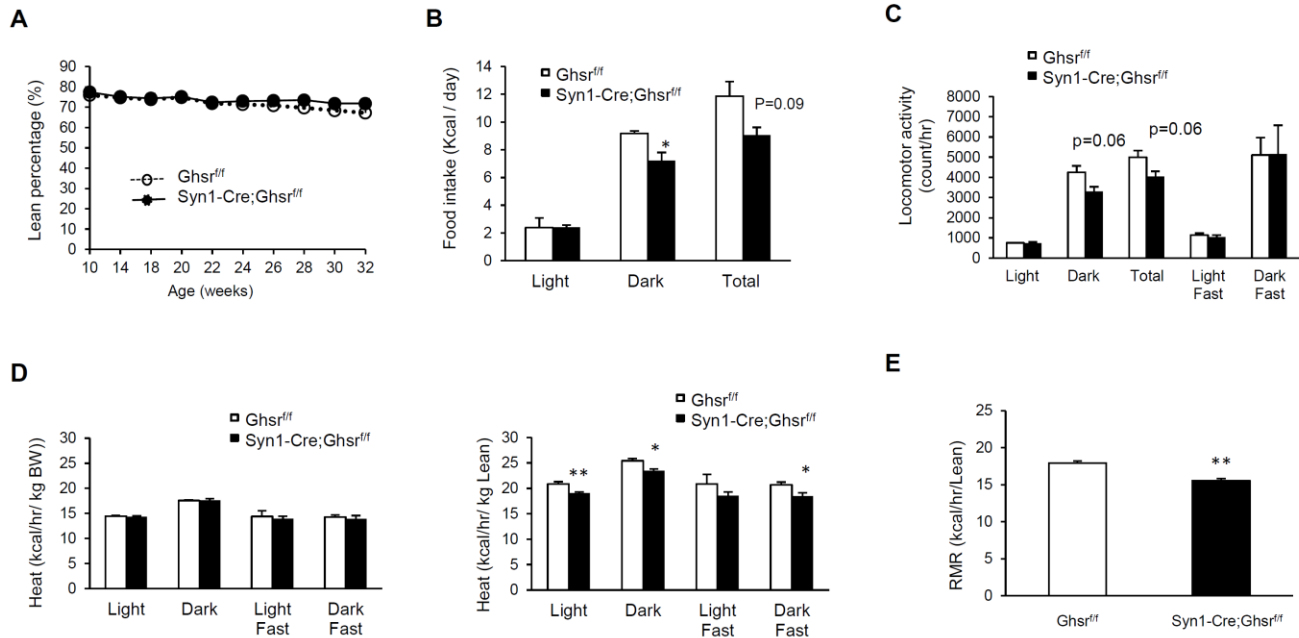 A
Lean percentage (%)
90
80
70
60
50
40
30
20
10
0
Ghsrf/f
Syn1-Cre;Ghsrf/f
10 14 18 20 22 24 26 28 30 32
Age (weeks)
B
Food intake (Kcal / day)
14
12
10
8
6
4
2
0
Ghsrf/f
Syn1-Cre;Ghsrf/f
P=0.09
*
Light Dark Total
C
Ghsrf/f
Syn1-Cre;Ghsrf/f
Locomotor activity
(count/hr)
8000
7000
6000
5000
4000
3000
2000
1000
0
p=0.06
p=0.06
Light Dark Total Light Dark
Fast Fast
D
Ghsrf/f
Syn1-Cre;Ghsrf/f
Heat (kcal/hr/ kg BW))
30
25
20
15
10
5
0
Light Dark Light Dark
Fast Fast
Ghsrf/f
Syn1-Cre;Ghsrf/f
Heat (kcal/hr/ kg Lean)
30
25
20
15
10
5
0
** * *
Light Dark Light Dark
Fast Fast
E
RMR (kcal/hr/Lean)
25
20
15
10
5
0
**
Ghsrf/f Syn1-Cre;Ghsrf/f